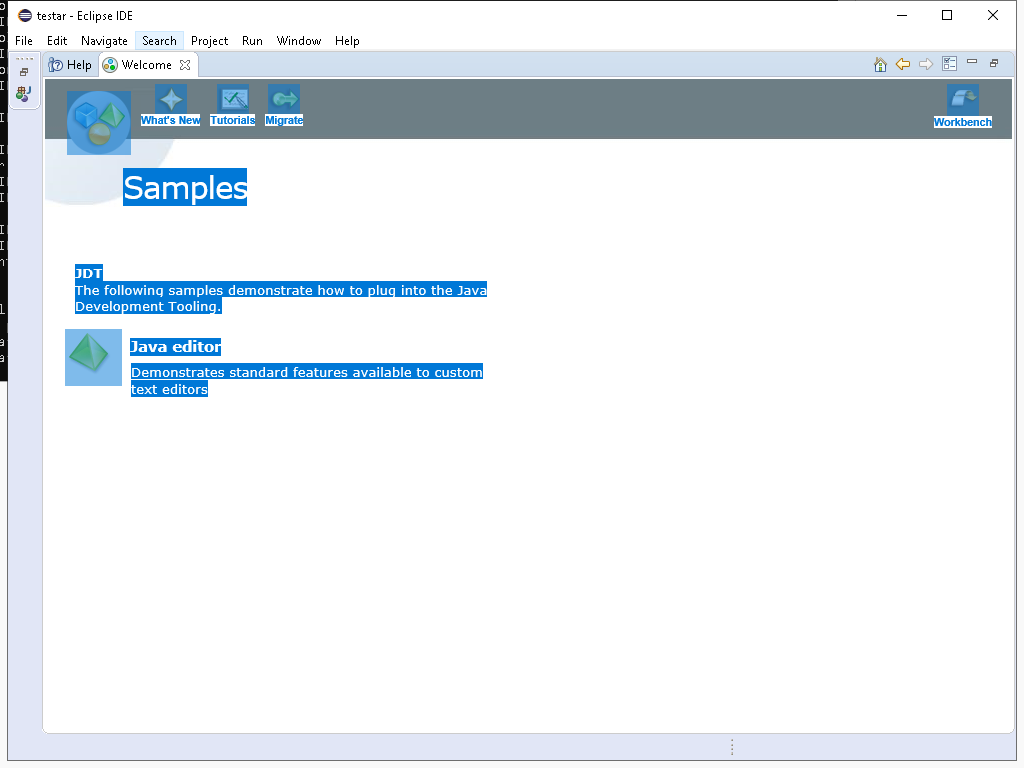 testar - Eclipse IDE
File Edit Navigate Search Project Run Window Help
Help Welcome
What's New Tutorials Migrate Workbench
Samples
JDT
The following samples demonstrate how to plug into the Java
Development Tooling.
Java editor
Demonstrates standard features available to custom
text editors